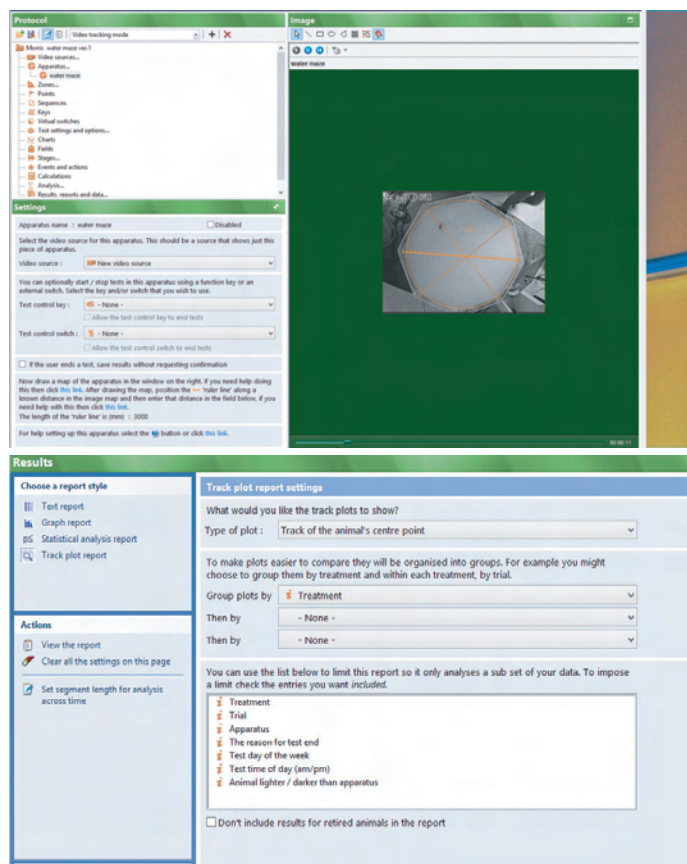 Protocol
Video tracking mode
Morris water maze ver.1
Video sources...
Apparatus...
water maze
Zones...
Points
Sequences
Keys
Virtual switches
Test settings and options...
Charts
Fields
Stages...
Events and actions
Calculations
Analysis...
Results, reports and data...
Settings
Apparatus name : water maze
Disabled
Select the video source for this apparatus. This should be a source that shows just this
piece of apparatus.
Video source : New video source
You can optionally start / stop tests in this apparatus using a function key or an
external switch. Select the key and/or switch that you wish to use.
Test control key : - None -
Allow the test control key to end tests
Test control switch : - None -
Allow the test control switch to end tests
If the user ends a test, save results without requesting confirmation
Now draw a map of the apparatus in the window on the right. If you need help doing
this then click this link. After drawing the map, position the 'ruler line' along a
known distance in the image map and then enter that distance in the field below, if you
need help with this then click this link.
The length of the 'ruler line' is (mm) : 3000
For help setting up this apparatus select the button or click this link.
Image
water maze
00:00:11
Results
Choose a report style
Text report
Graph report
Statistical analysis report
Track plot report
Actions
View the report
Clear all the settings on this page
Set segment length for analysis
across time
Track plot report settings
What would you like the track plots to show?
Type of plot : Track of the animal's centre point
To make plots easier to compare they will be organised into groups. For example you might
choose to group them by treatment and within each treatment, by trial.
Group plots by Treatment
Then by - None -
Then by - None -
You can use the list below to limit this report so it only analyses a sub set of your data. To impose
a limit check the entries you want included.
Treatment
Trial
Apparatus
The reason for test end
Test day of the week
Test time of day (am/pm)
Animal lighter / darker than apparatus
Don't include results for retired animals in the report